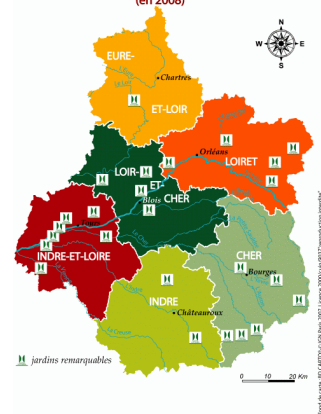 (en 2008)
N
W E
S
EURE-
Chartres
ET-LOIR
Orléans
LOIRET
LOIR-
ET
Blois
CHER
Tours
INDRE-ET-LOIRE
CHER
Bourges
INDRE
Châteauroux
jardins remarquables
0 10 20 Km